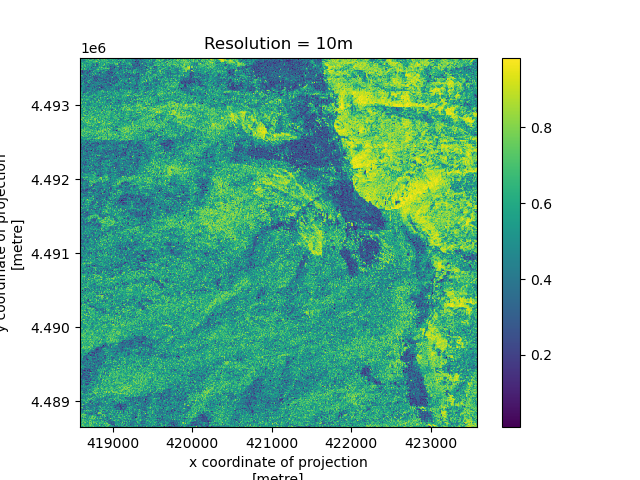 Resolution = 10m
1e6
4.493
4.492
4.491
4.490
4.489
y coordinate of projection
[metre]
419000 420000 421000 422000 423000
x coordinate of projection
[metre]
0.8
0.6
0.4
0.2